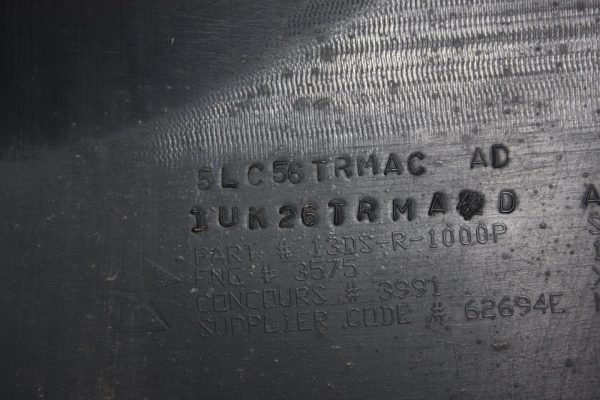 5LC56TRMAC AD
1UK26TRMA D
PART # 13DS-R-1000P
ENG # 3575
CONCOURS # 3991
SUPPLIER CODE # 62694E
A
S